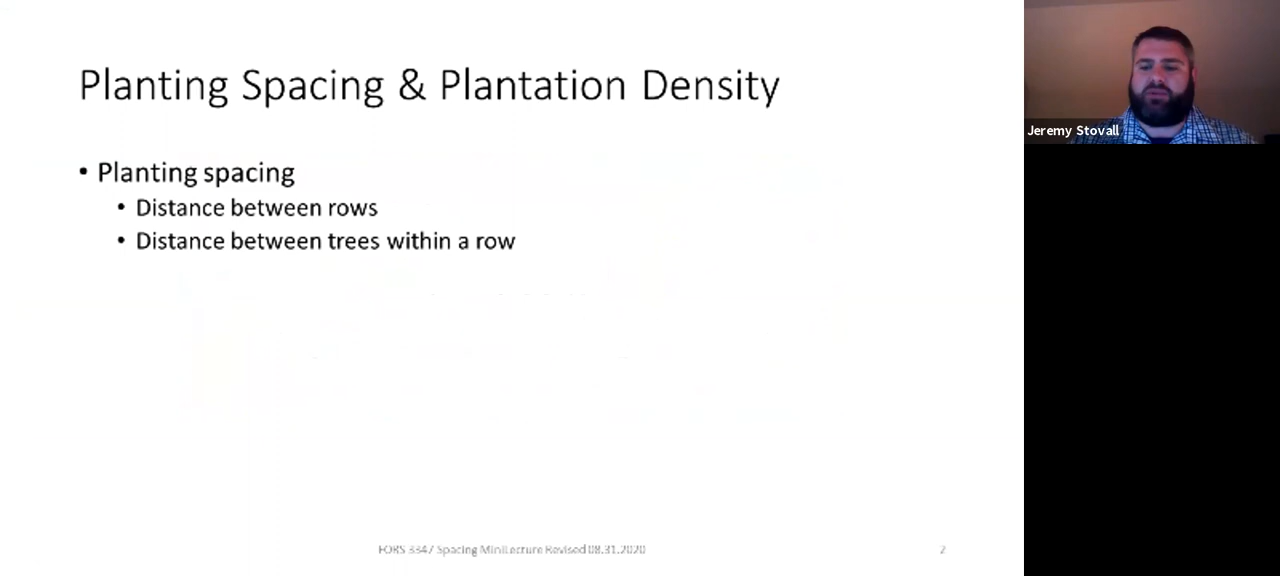 Planting Spacing & Plantation Density
• Planting spacing
• Distance between rows
• Distance between trees within a row
Jeremy Stovall
FORS 3347 Spacing MiniLecture Revised 08.31.2020
2